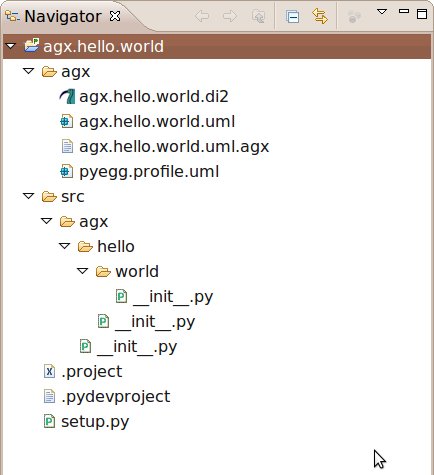 Navigator
agx.hello.world
agx
agx.hello.world.di2
agx.hello.world.uml
agx.hello.world.uml.agx
pyegg.profile.uml
src
agx
hello
world
__init__.py
__init__.py
__init__.py
.project
.pydevproject
setup.py